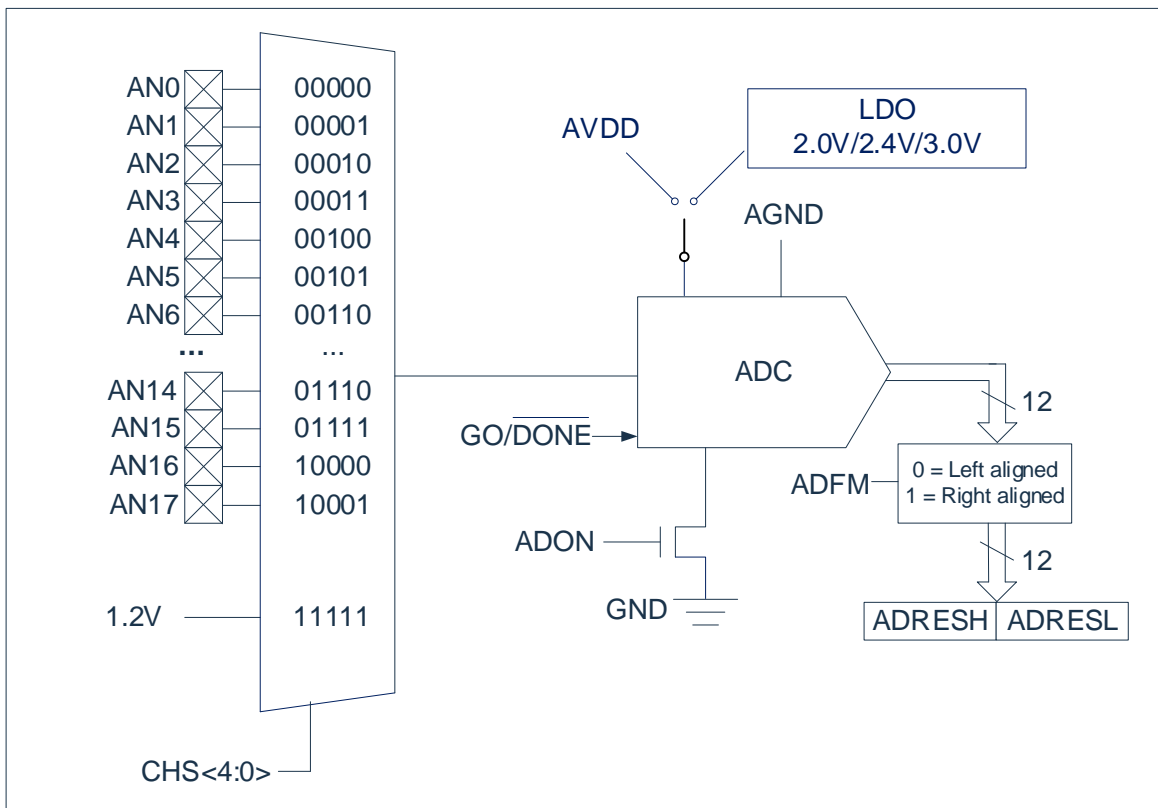 AN0
00000
AN1
00001
AN2
00010
AN3
00011
AN4
00100
AN5
00101
AN6
00110
...
...
AN14
01110
AN15
01111
AN16
10000
AN17
10001
1.2V
11111
CHS<4:0>
AVDD
LDO
2.0V/2.4V/3.0V
AGND
ADC
GO/DONE
12
ADFM
0 = Left aligned
1 = Right aligned
ADON
12
GND
ADRESH
ADRESL